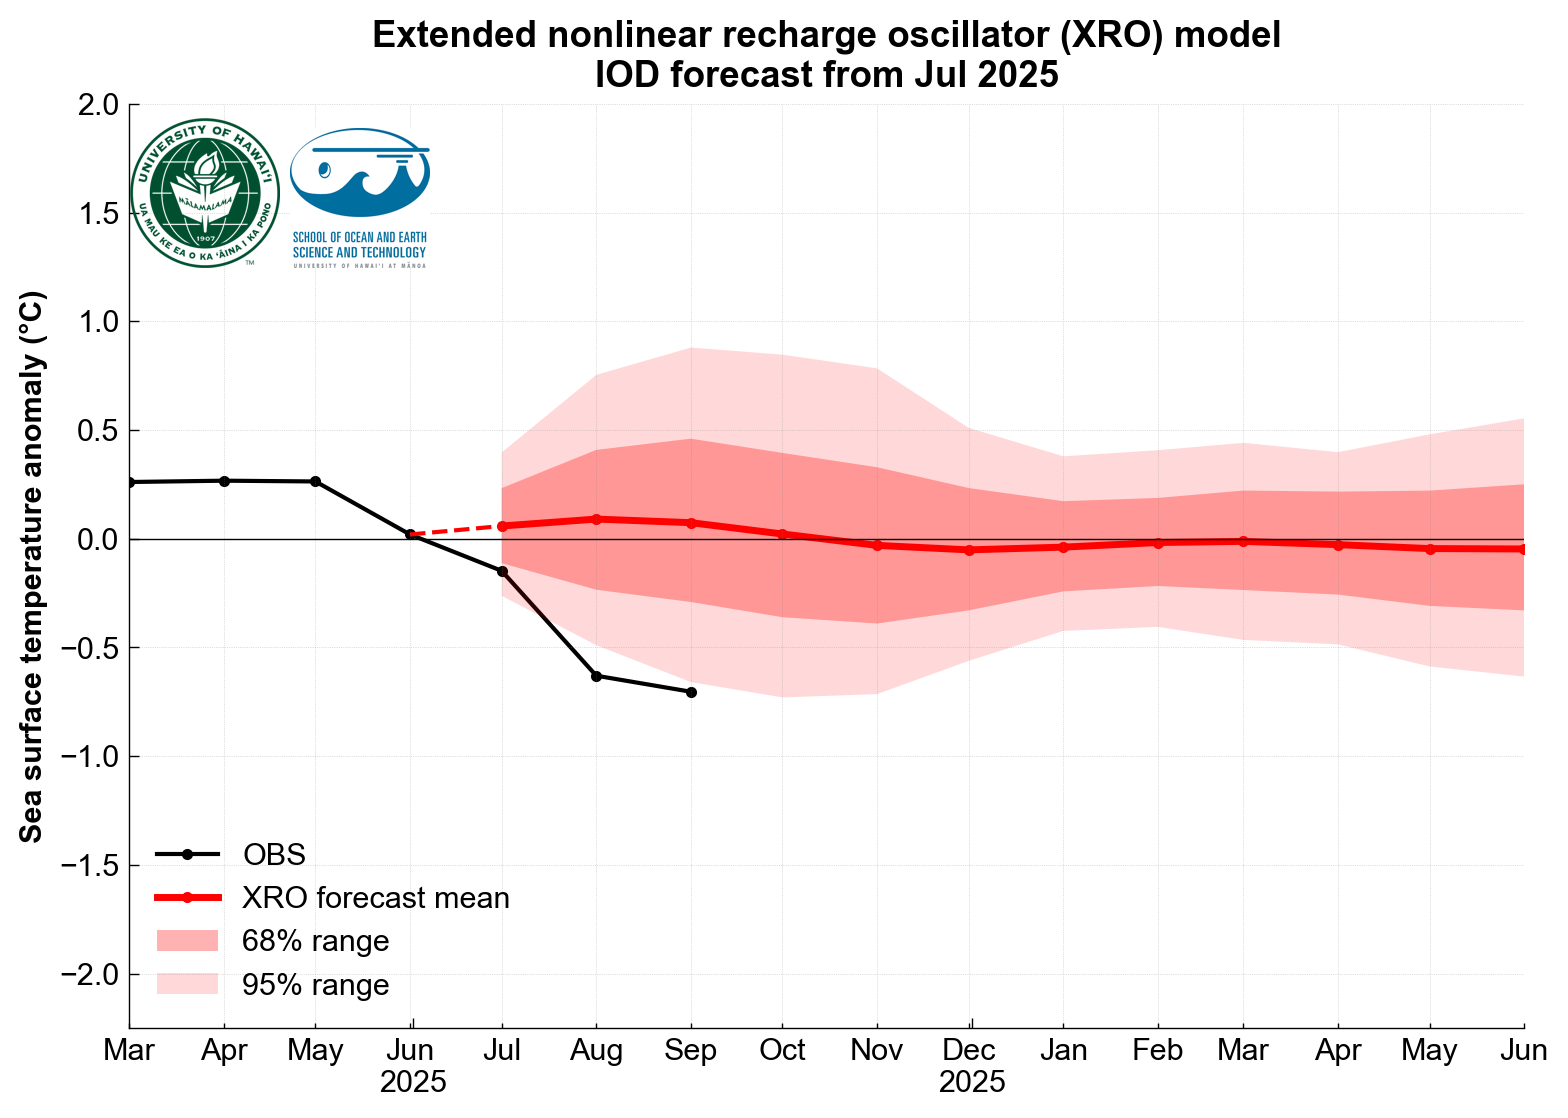 Extended nonlinear recharge oscillator (XRO) model
IOD forecast from Jul 2025
UNIVERSITY OF HAWAIʻI
MĀLAMALAMA
1907
UA MAU KE EA O KA ʻĀINA I KA PONO
TM
SCHOOL OF OCEAN AND EARTH
SCIENCE AND TECHNOLOGY
UNIVERSITY OF HAWAIʻI AT MĀNOA
Sea surface temperature anomaly (°C)
2.0
1.5
1.0
0.5
0.0
−0.5
−1.0
−1.5
−2.0
OBS
XRO forecast mean
68% range
95% range
Mar Apr May Jun Jul Aug Sep Oct Nov Dec Jan Feb Mar Apr May Jun
2025 2025